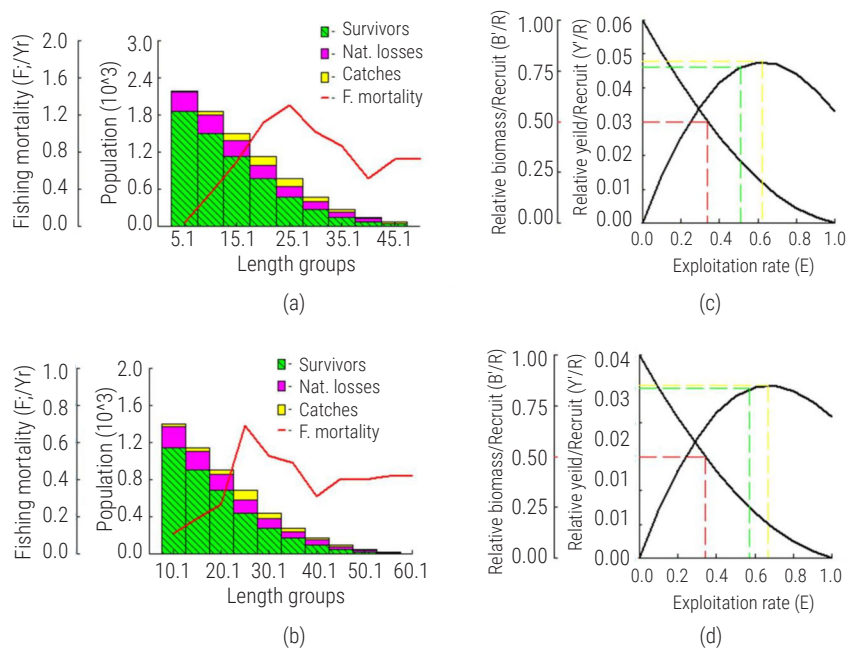 Fishing mortality (F;/Yr)
2.0
1.6
1.2
0.8
0.4
0.0
Population (10^3)
3.0
2.4
1.8
1.2
0.6
0.0
- Survivors
- Nat. losses
- Catches
- F. mortality
5.1 15.1 25.1 35.1 45.1
Length groups
(a)
Relative biomass/Recruit (B'/R)
1.00
0.75
0.50
0.25
0.00
Relative yeild/Recruit (Y'/R)
0.06
0.05
0.04
0.03
0.03
0.01
0.00
0.0 0.2 0.4 0.6 0.8 1.0
Exploitation rate (E)
(c)
Fishing mortality (F;/Yr)
1.0
0.8
0.6
0.4
0.2
0.0
Population (10^3)
2.0
1.6
1.2
0.8
0.4
0.0
- Survivors
- Nat. losses
- Catches
- F. mortality
10.1 20.1 30.1 40.1 50.1 60.1
Length groups
(b)
Relative biomass/Recruit (B'/R)
1.00
0.75
0.50
0.25
0.00
Relative yeild/Recruit (Y'/R)
0.04
0.03
0.02
0.01
0.01
0.00
0.0 0.2 0.4 0.6 0.8 1.0
Exploitation rate (E)
(d)